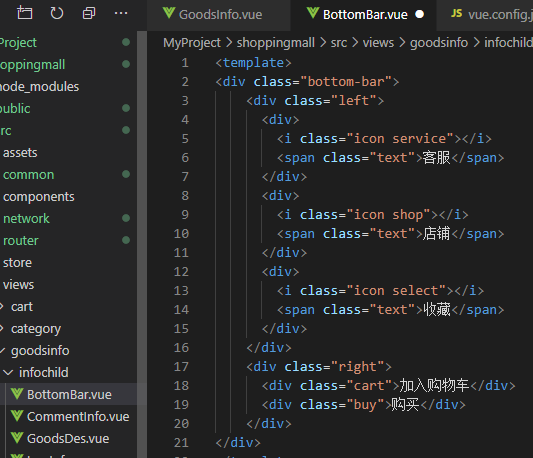 GoodsInfo.vue
BottomBar.vue
JS vue.config.j
MyProject > shoppingmall > src > views > goodsinfo > infochild
Project
oppingmall
node_modules
public
rc
assets
common
components
network
router
store
views
cart
category
goodsinfo
infochild
BottomBar.vue
CommentInfo.vue
GoodsDes.vue
1 <template>
2 <div class="bottom-bar">
3 <div class="left">
4 <div>
5 <i class="icon service"></i>
6 <span class="text">客服</span>
7 </div>
8 <div>
9 <i class="icon shop"></i>
10 <span class="text">店铺</span>
11 </div>
12 <div>
13 <i class="icon select"></i>
14 <span class="text">收藏</span>
15 </div>
16 </div>
17 <div class="right">
18 <div class="cart">加入购物车</div>
19 <div class="buy">购买</div>
20 </div>
21 </div>